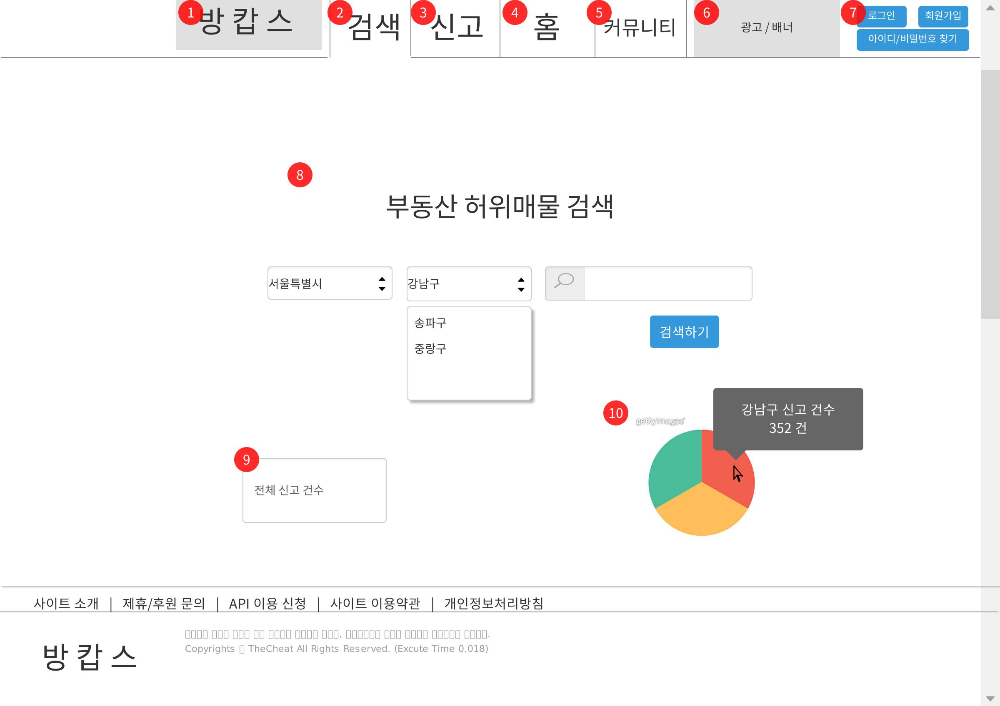 1 방 캅 스
2 검색
3 신고
4 홈
5 커뮤니티
6 광고 / 배너
7 로그인 회원가입
아이디/비밀번호 찾기
8
부동산 허위매물 검색
서울특별시 강남구
송파구
중랑구
검색하기
강남구 신고 건수
352 건
10
gettyimages
9
전체 신고 건수
사이트 소개 | 제휴/후원 문의 | API 이용 신청 | 사이트 이용약관 | 개인정보처리방침
방 캅 스
Copyrights TheCheat All Rights Reserved. (Excute Time 0.018)